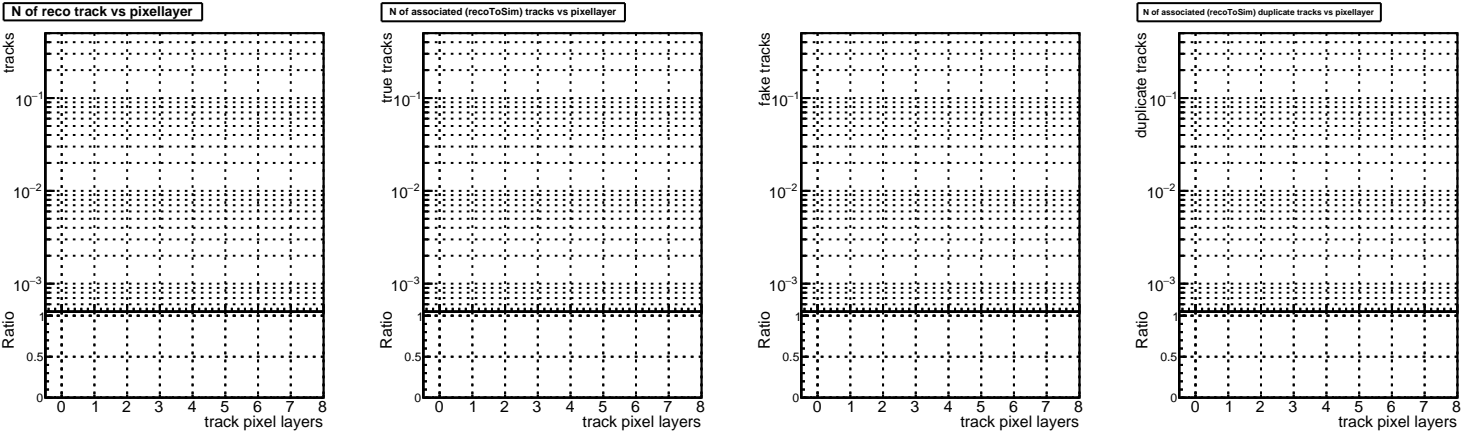 N of reco track vs pixellayer
tracks
10⁻¹
10⁻²
10⁻³
Ratio
1
0.5
0
0 1 2 3 4 5 6 7 8
track pixel layers
N of associated (recoToSim) tracks vs pixellayer
true tracks
10⁻¹
10⁻²
10⁻³
Ratio
1
0.5
0
0 1 2 3 4 5 6 7 8
track pixel layers
fake tracks
10⁻¹
10⁻²
10⁻³
Ratio
1
0.5
0
0 1 2 3 4 5 6 7 8
track pixel layers
N of associated (recoToSim) duplicate tracks vs pixellayer
duplicate tracks
10⁻¹
10⁻²
10⁻³
Ratio
1
0.5
0
0 1 2 3 4 5 6 7 8
track pixel layers